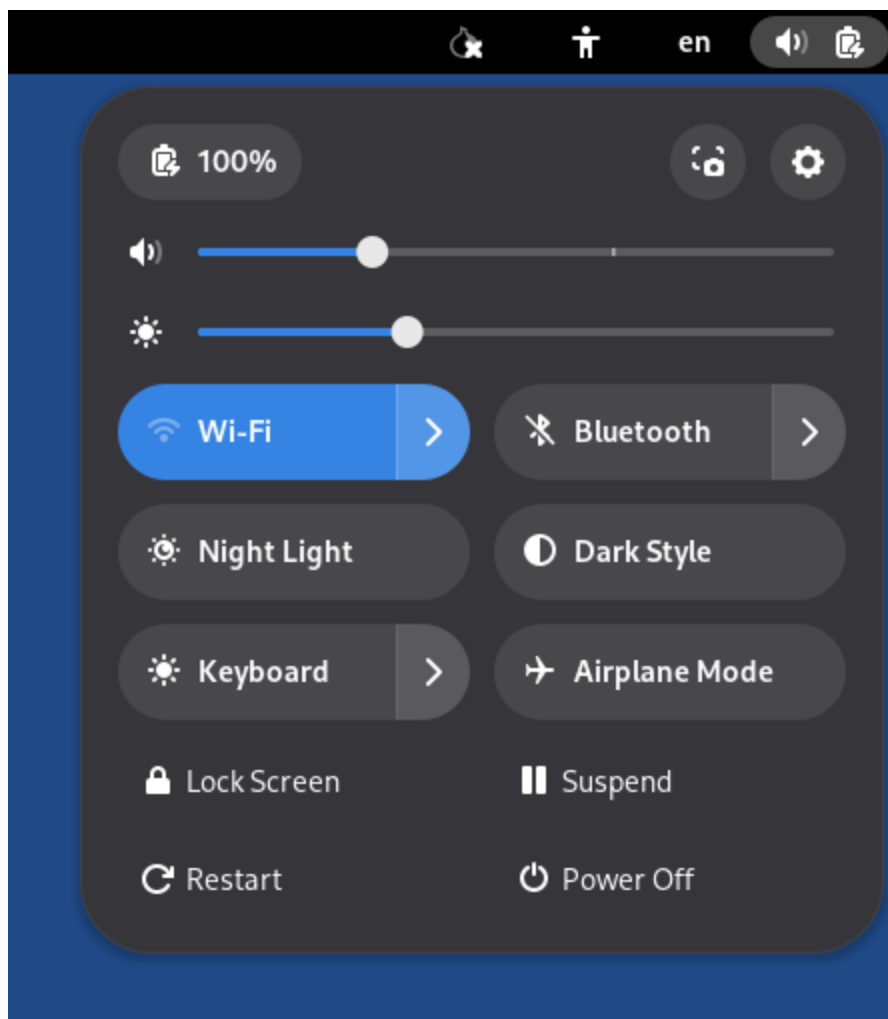 en
100%
Wi-Fi
Bluetooth
Night Light
Dark Style
Keyboard
Airplane Mode
Lock Screen
Suspend
Restart
Power Off